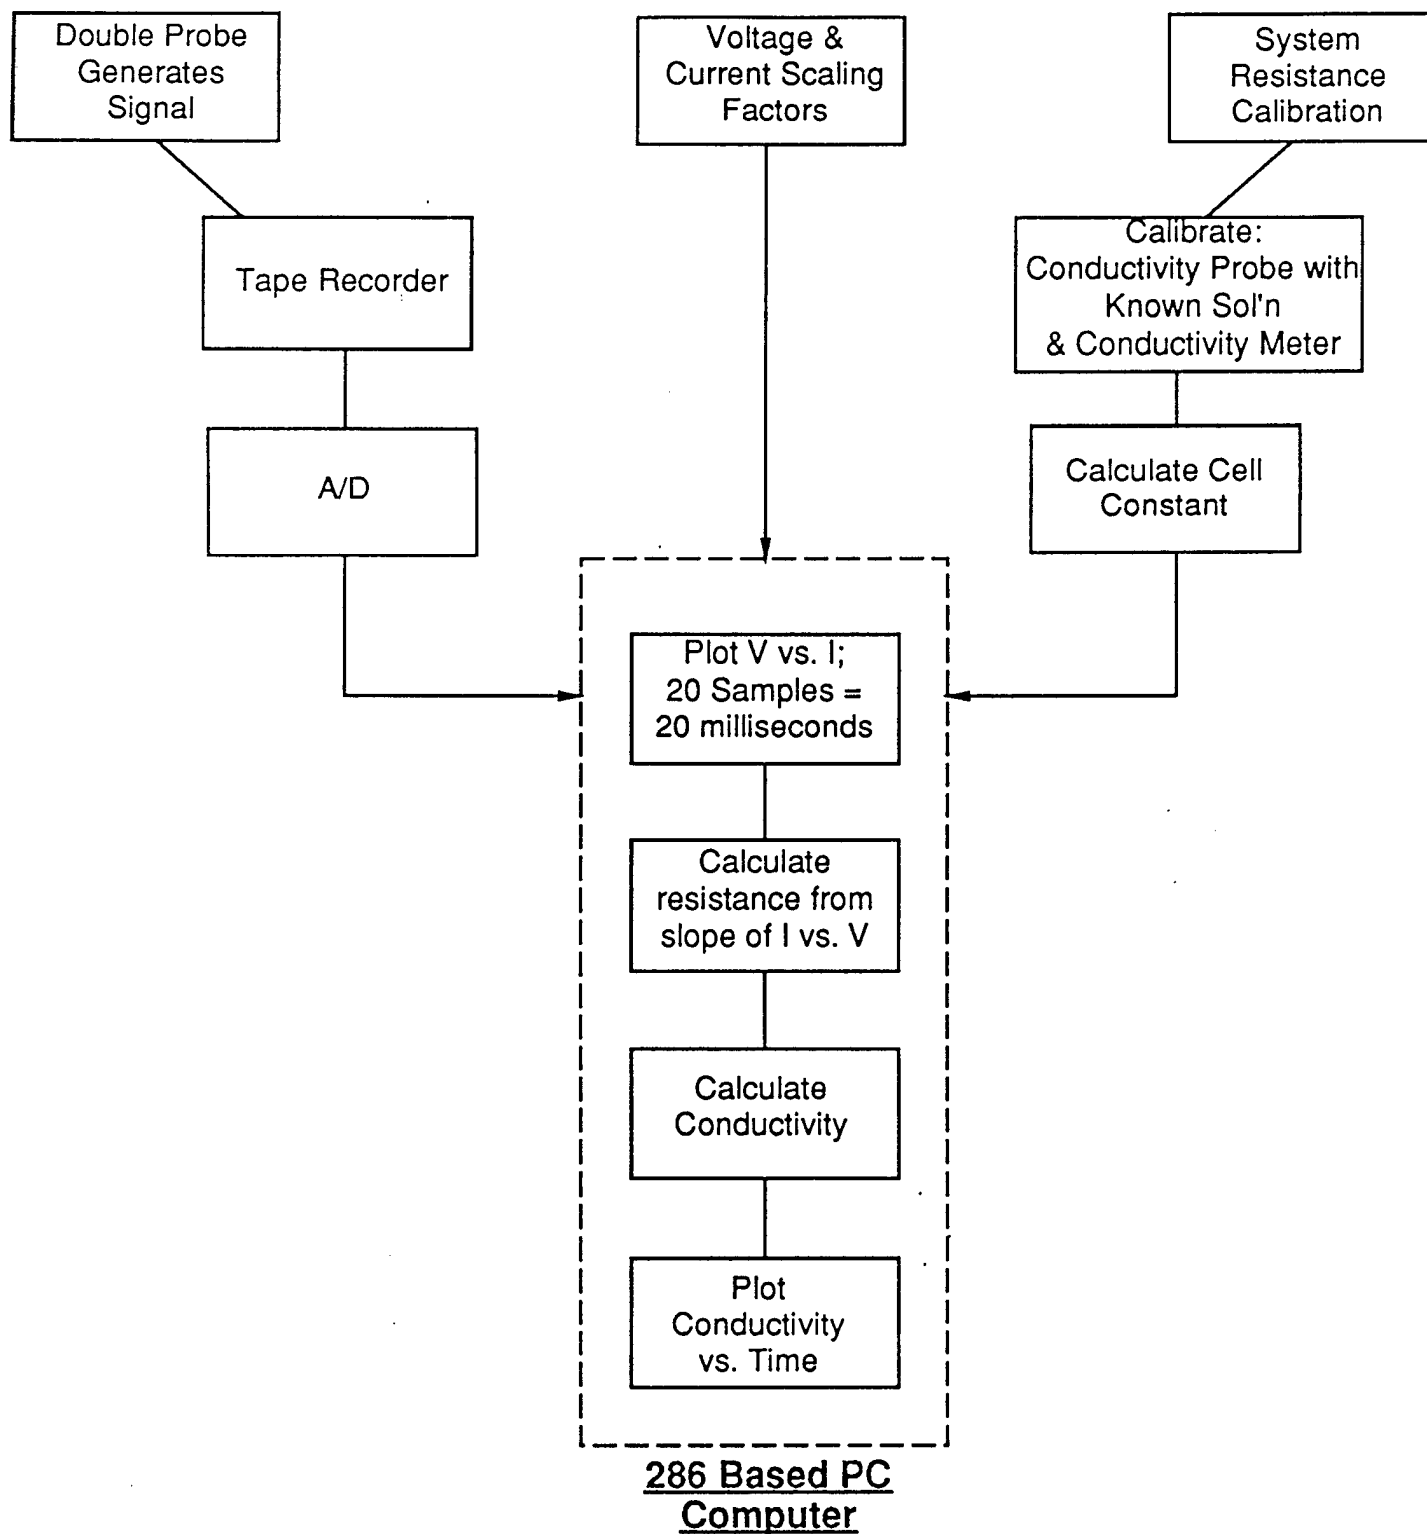 Double Probe
Generates
Signal
Voltage &
Current Scaling
Factors
System
Resistance
Calibration
Tape Recorder
Calibrate:
Conductivity Probe with
Known Sol'n
& Conductivity Meter
A/D
Calculate Cell
Constant
Plot V vs. I;
20 Samples =
20 milliseconds
Calculate
resistance from
slope of I vs. V
Calculate
Conductivity
Plot
Conductivity
vs. Time
286 Based PC
Computer